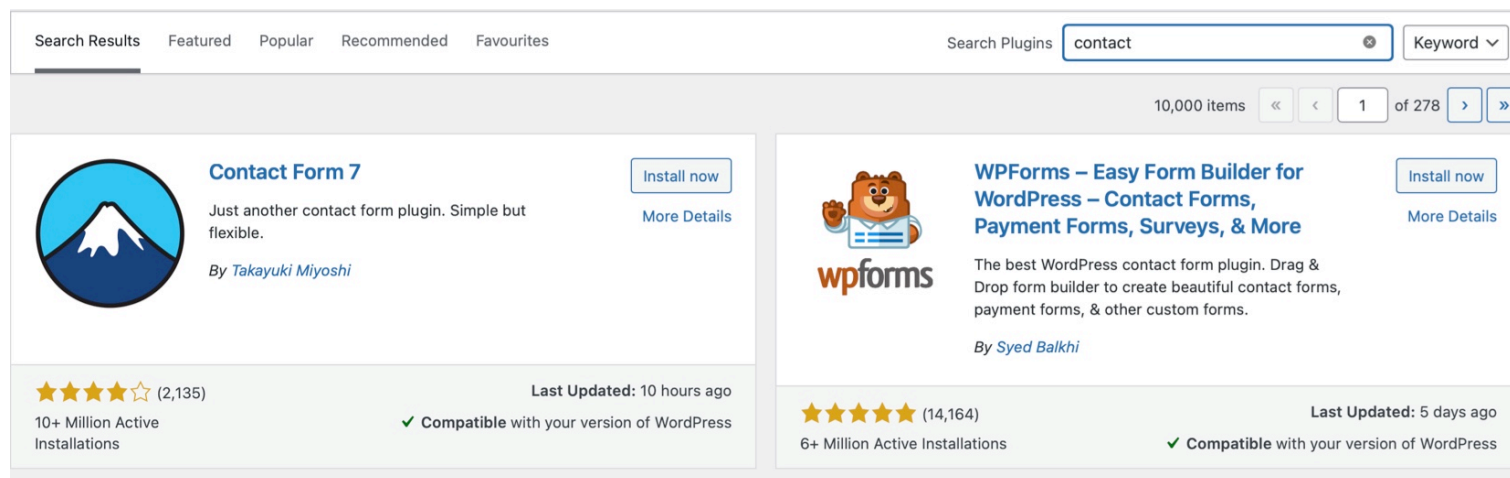 Search Results Featured Popular Recommended Favourites Search Plugins contact Keyword
10,000 items « ‹ 1 of 278 › »
Contact Form 7
Install now
Just another contact form plugin. Simple but
flexible.
More Details
By Takayuki Miyoshi
(2,135)
Last Updated: 10 hours ago
10+ Million Active
Installations
Compatible with your version of WordPress
wpforms
WPForms – Easy Form Builder for
WordPress – Contact Forms,
Payment Forms, Surveys, & More
Install now
More Details
The best WordPress contact form plugin. Drag &
Drop form builder to create beautiful contact forms,
payment forms, & other custom forms.
By Syed Balkhi
(14,164)
Last Updated: 5 days ago
6+ Million Active Installations
Compatible with your version of WordPress